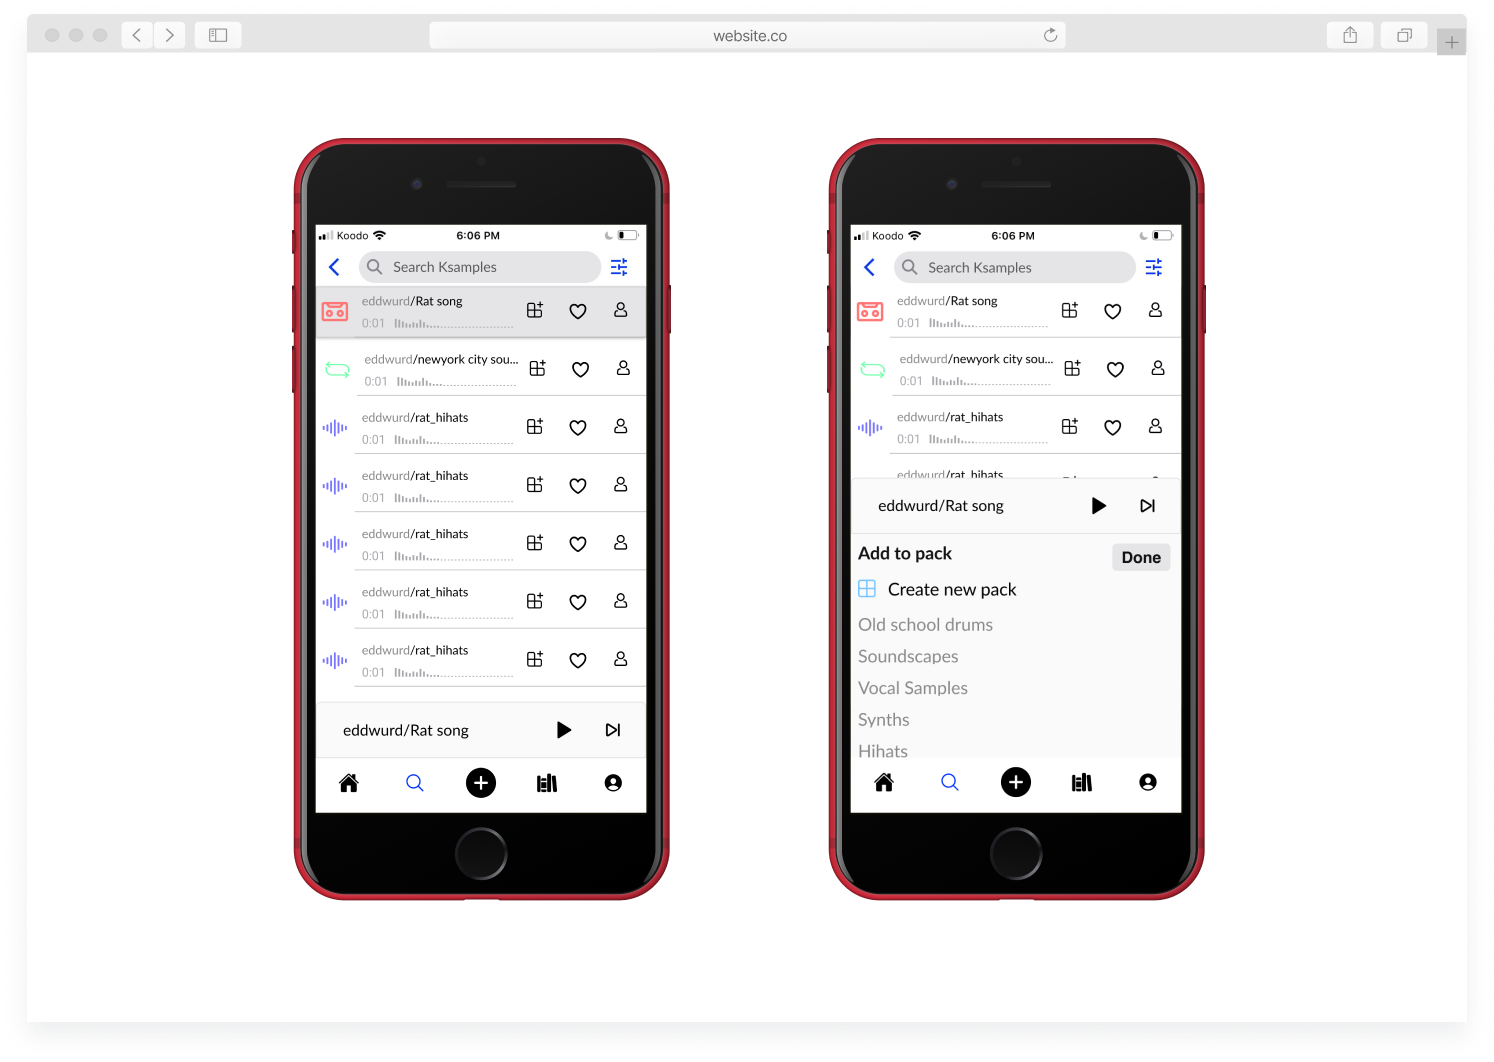 website.co
Koodo
6:06 PM
Search Ksamples
eddwurd/Rat song
0:01
eddwurd/newyork city sou...
0:01
eddwurd/rat_hihats
0:01
eddwurd/rat_hihats
0:01
eddwurd/rat_hihats
0:01
eddwurd/rat_hihats
0:01
eddwurd/rat_hihats
0:01
eddwurd/Rat song
Koodo
6:06 PM
Search Ksamples
eddwurd/Rat song
0:01
eddwurd/newyork city sou...
0:01
eddwurd/rat_hihats
0:01
eddwurd/rat_hihats
eddwurd/Rat song
Add to pack
Done
Create new pack
Old school drums
Soundscapes
Vocal Samples
Synths
Hihats